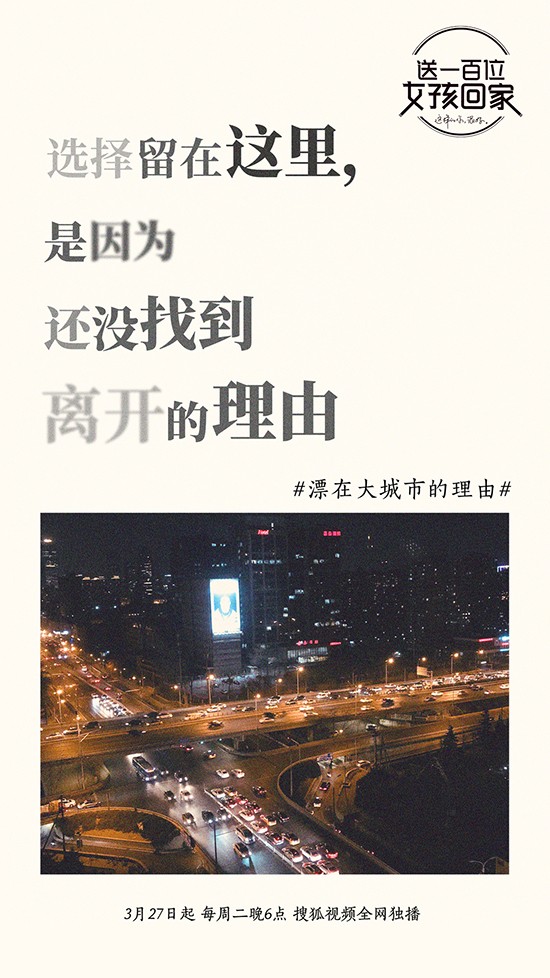 送一百位
女孩回家
选择留在这里，
是因为
还没找到
离开的理由
#漂在大城市的理由#
3月27日起 每周二晚6点 搜狐视频全网独播